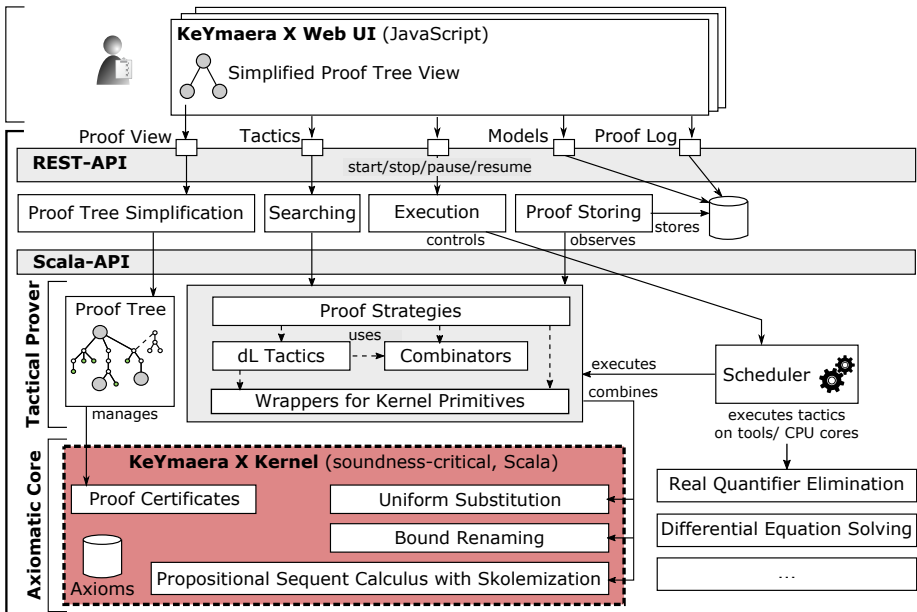 KeYmaera X Web UI (JavaScript)
Simplified Proof Tree View
Proof View
Tactics
Models
Proof Log
REST-API
start/stop/pause/resume
Proof Tree Simplification
Searching
Execution
Proof Storing
stores
controls
observes
Scala-API
Tactical Prover
Proof Tree
manages
Proof Strategies
uses
dL Tactics
Combinators
Wrappers for Kernel Primitives
executes
combines
Scheduler
executes tactics
on tools/ CPU cores
Axiomatic Core
KeYmaera X Kernel (soundness-critical, Scala)
Proof Certificates
Uniform Substitution
Bound Renaming
Axioms
Propositional Sequent Calculus with Skolemization
Real Quantifier Elimination
Differential Equation Solving
...